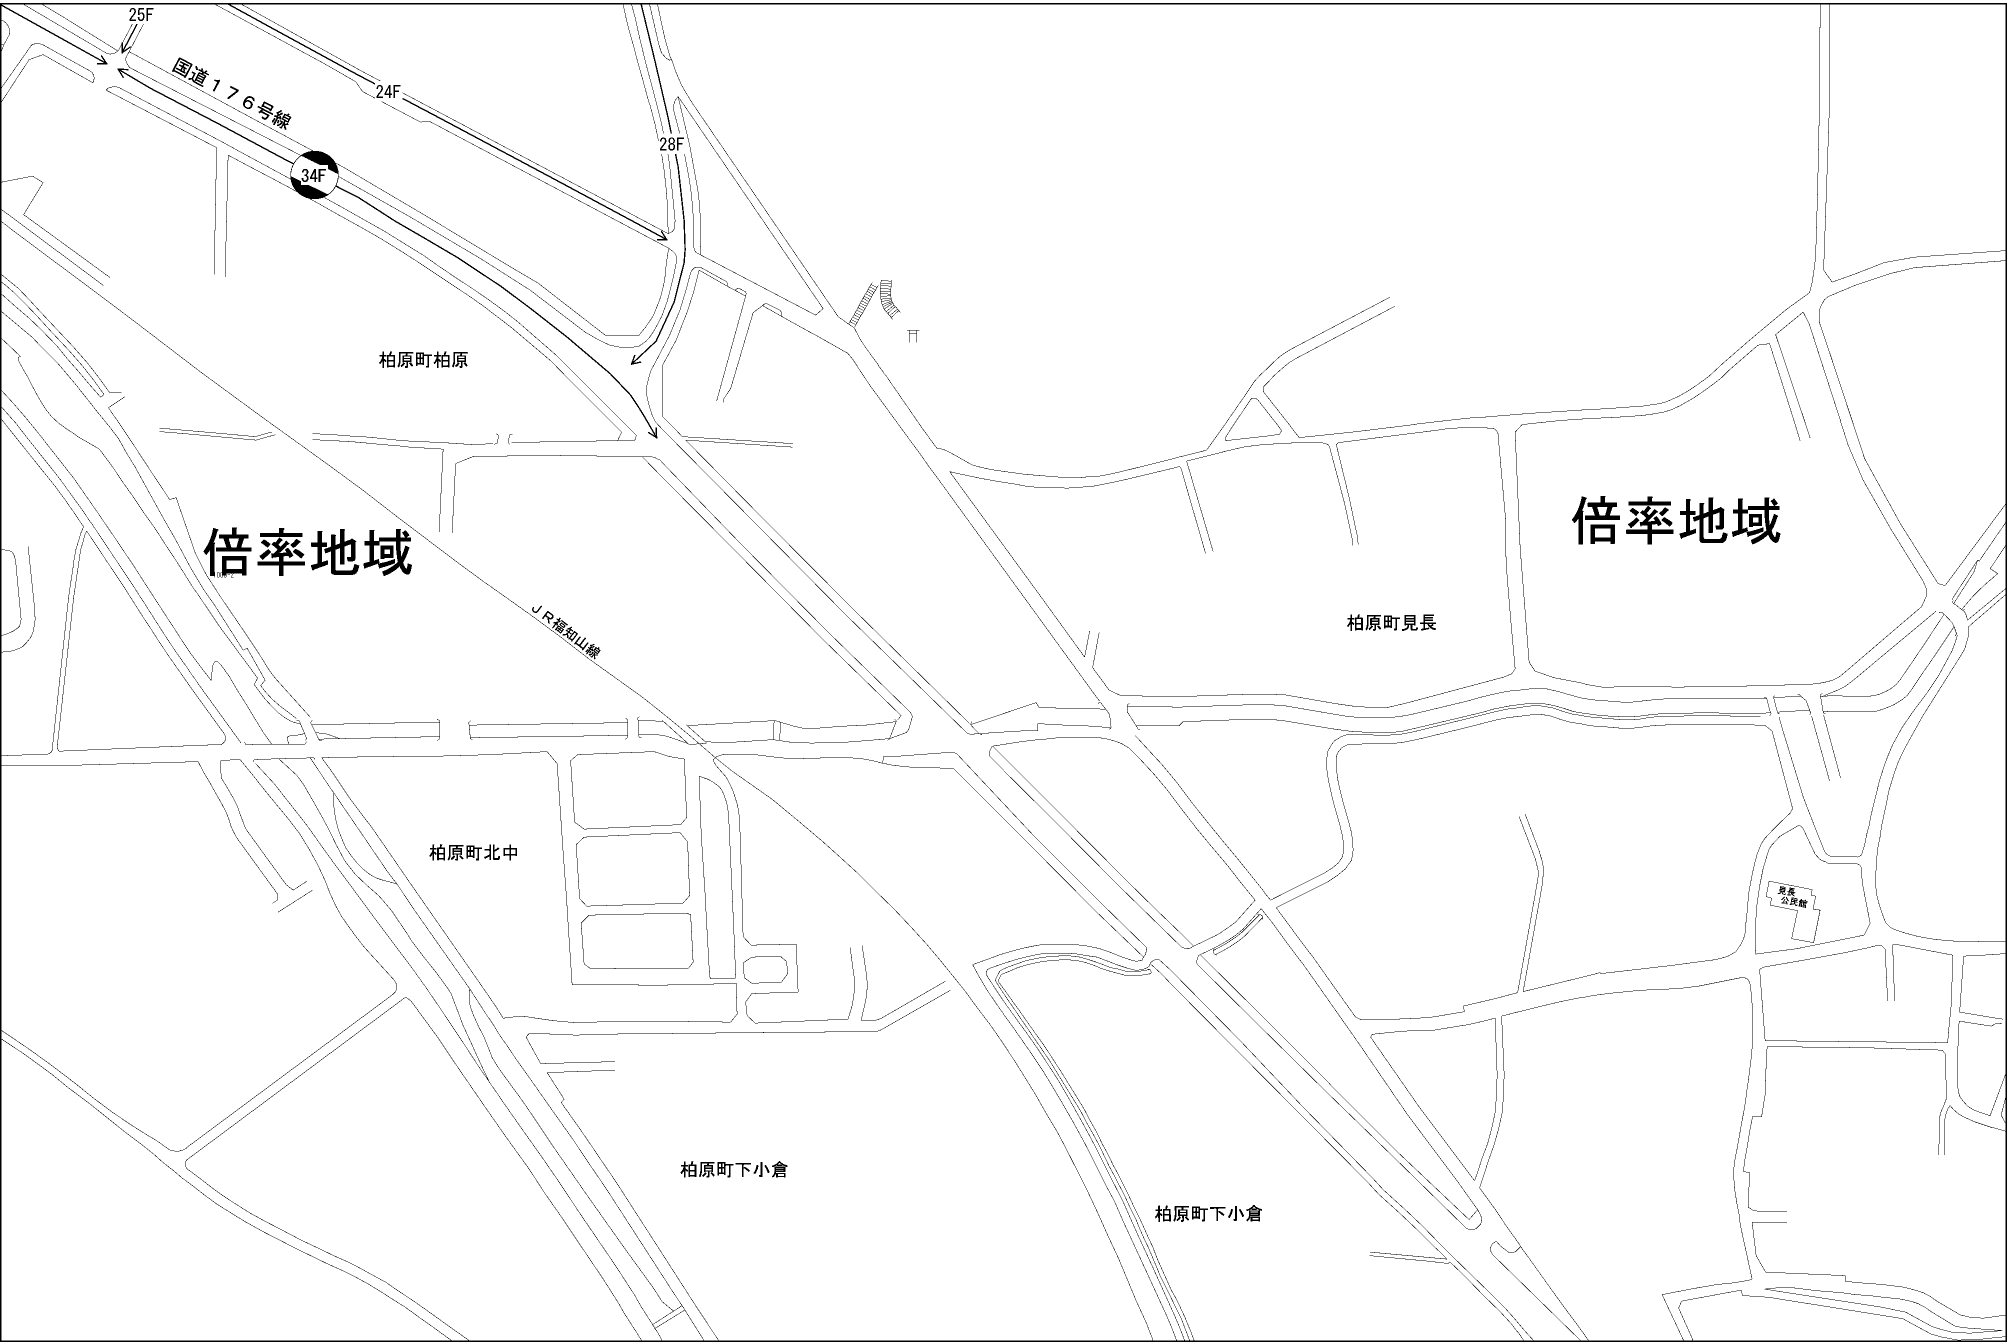 25F
国道１７６号線
24F
28F
34F
柏原町柏原
倍率地域
倍率地域
ＪＲ福知山線
柏原町見長
柏原町北中
見長
公民館
柏原町下小倉
柏原町下小倉